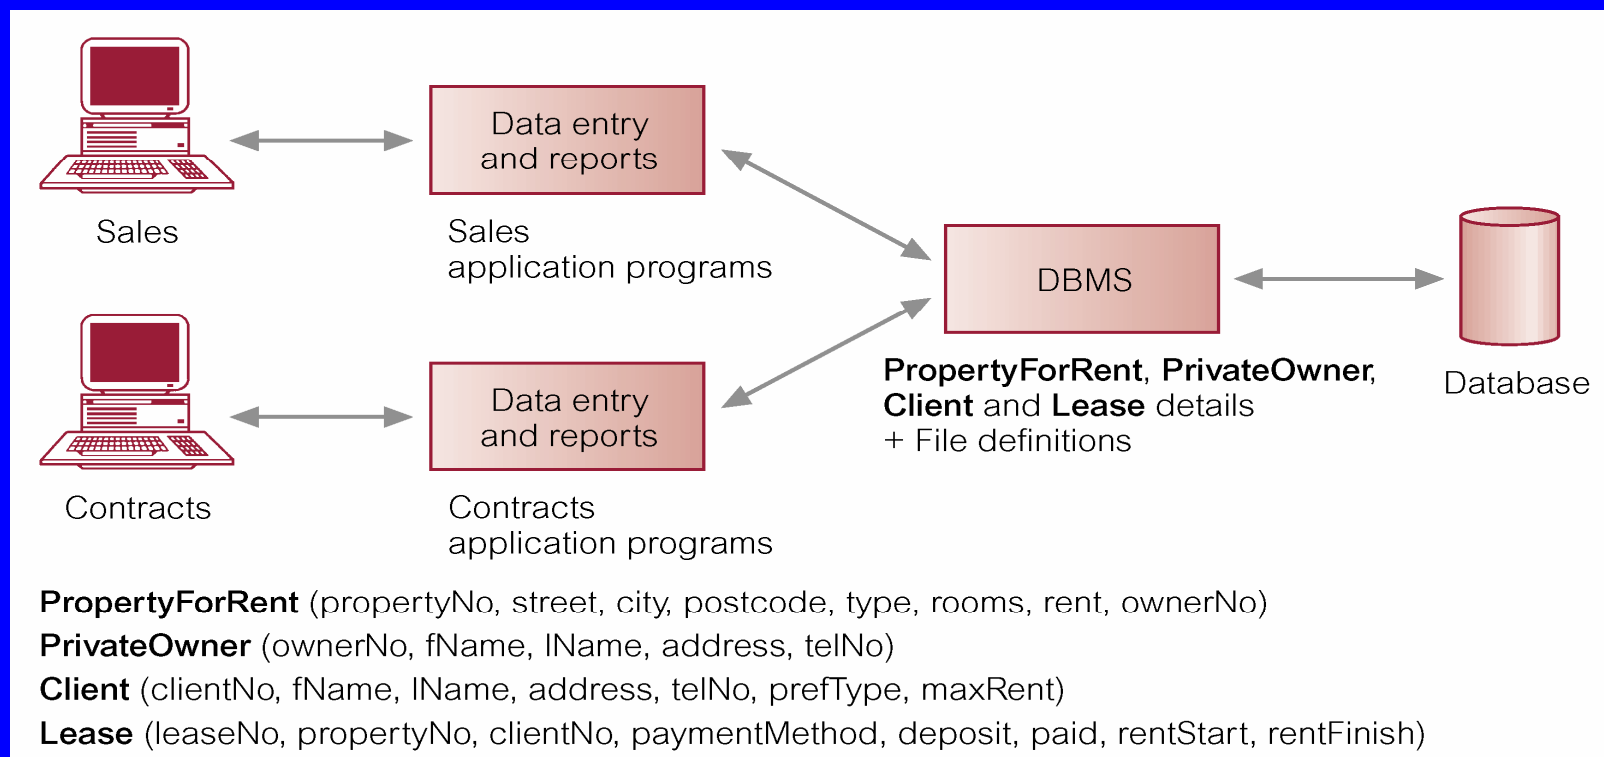 Data entry
and reports
Sales
Sales
application programs
DBMS
PropertyForRent, PrivateOwner,
Client and Lease details
+ File definitions
Database
Data entry
and reports
Contracts
Contracts
application programs
PropertyForRent (propertyNo, street, city, postcode, type, rooms, rent, ownerNo)
PrivateOwner (ownerNo, fName, lName, address, telNo)
Client (clientNo, fName, lName, address, telNo, prefType, maxRent)
Lease (leaseNo, propertyNo, clientNo, paymentMethod, deposit, paid, rentStart, rentFinish)